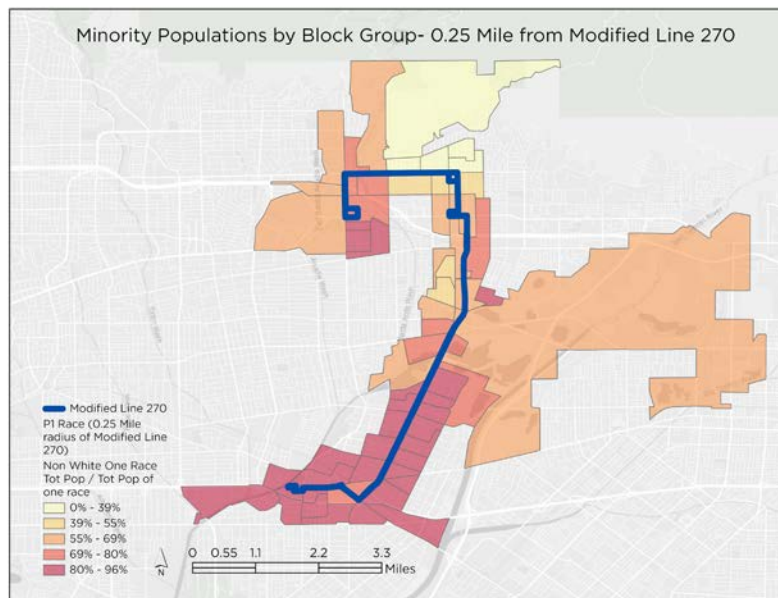 Minority Populations by Block Group- 0.25 Mile from Modified Line 270
Modified Line 270
P1 Race (0.25 Mile
radius of Modified Line
270)
Non White One Race
Tot Pop / Tot Pop of
one race
0% - 39%
39% - 55%
55% - 69%
69% - 80%
80% - 96%
N
0 0.55 1.1 2.2 3.3
Miles